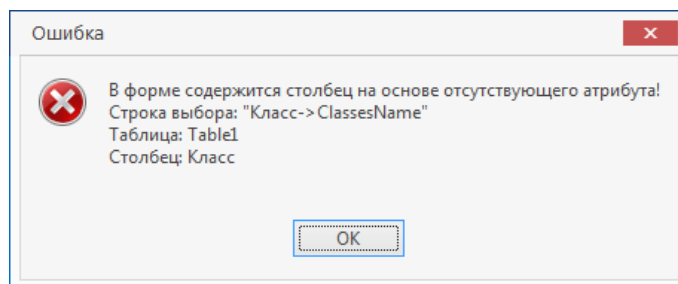 Ошибка
В форме содержится столбец на основе отсутствующего атрибута!
Строка выбора: "Класс->ClassesName"
Таблица: Table1
Столбец: Класс
OK